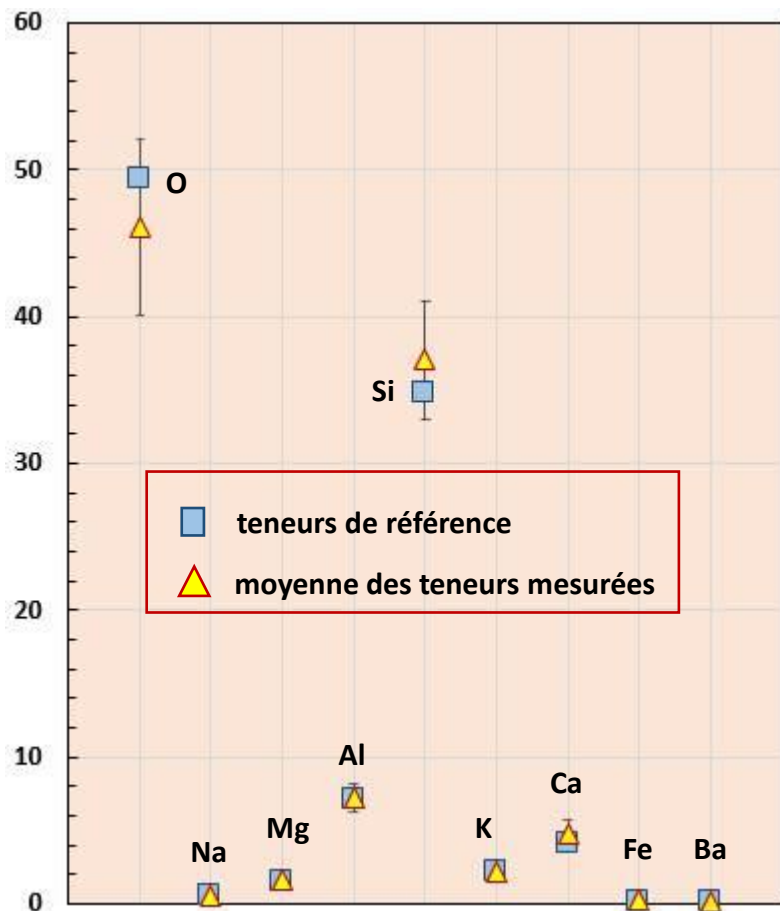 60
50
O
40
Si
30
teneurs de référence
moyenne des teneurs mesurées
20
10
Al
Ca
Na
Mg
K
Fe
Ba
0